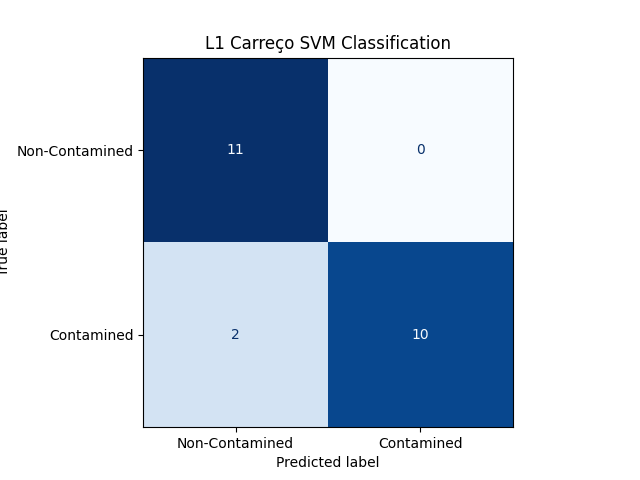 L1 Carreço SVM Classification
Non-Contamined
11
0
True label
Contamined
2
10
Non-Contamined
Contamined
Predicted label